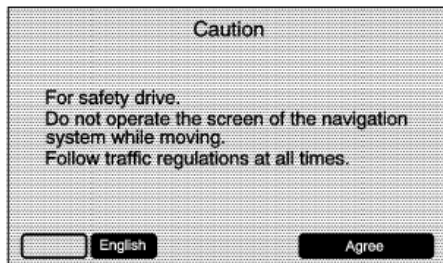 Caution
For safety drive.
Do not operate the screen of the navigation
system while moving.
Follow traffic regulations at all times.
English
Agree